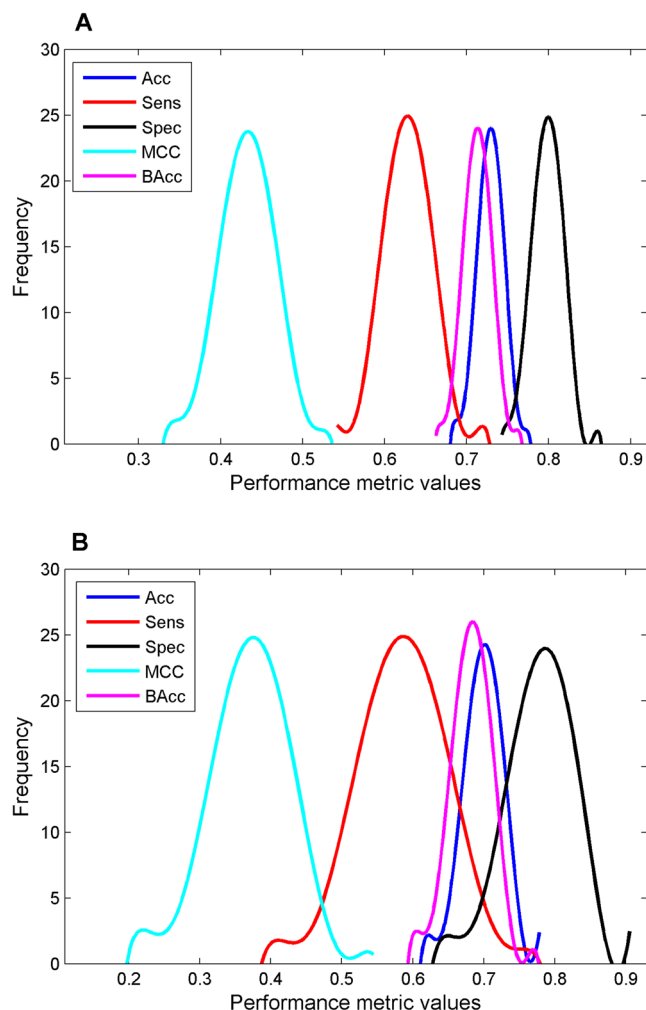 A
30
25
20
15
10
5
0
Frequency
Acc
Sens
Spec
MCC
BAcc
0.3 0.4 0.5 0.6 0.7 0.8 0.9
Performance metric values
B
30
25
20
15
10
5
0
Frequency
Acc
Sens
Spec
MCC
BAcc
0.2 0.3 0.4 0.5 0.6 0.7 0.8 0.9
Performance metric values